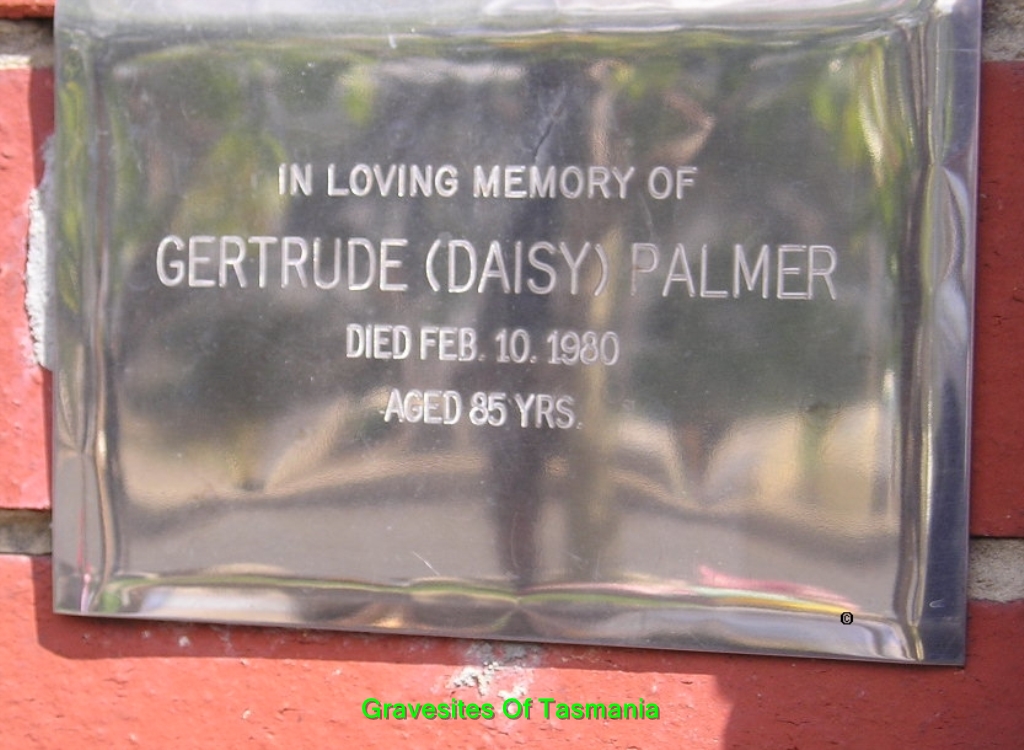 IN LOVING MEMORY OF
GERTRUDE (DAISY) PALMER
DIED FEB. 10. 1980
AGED 85 YRS.
©
Gravesites Of Tasmania